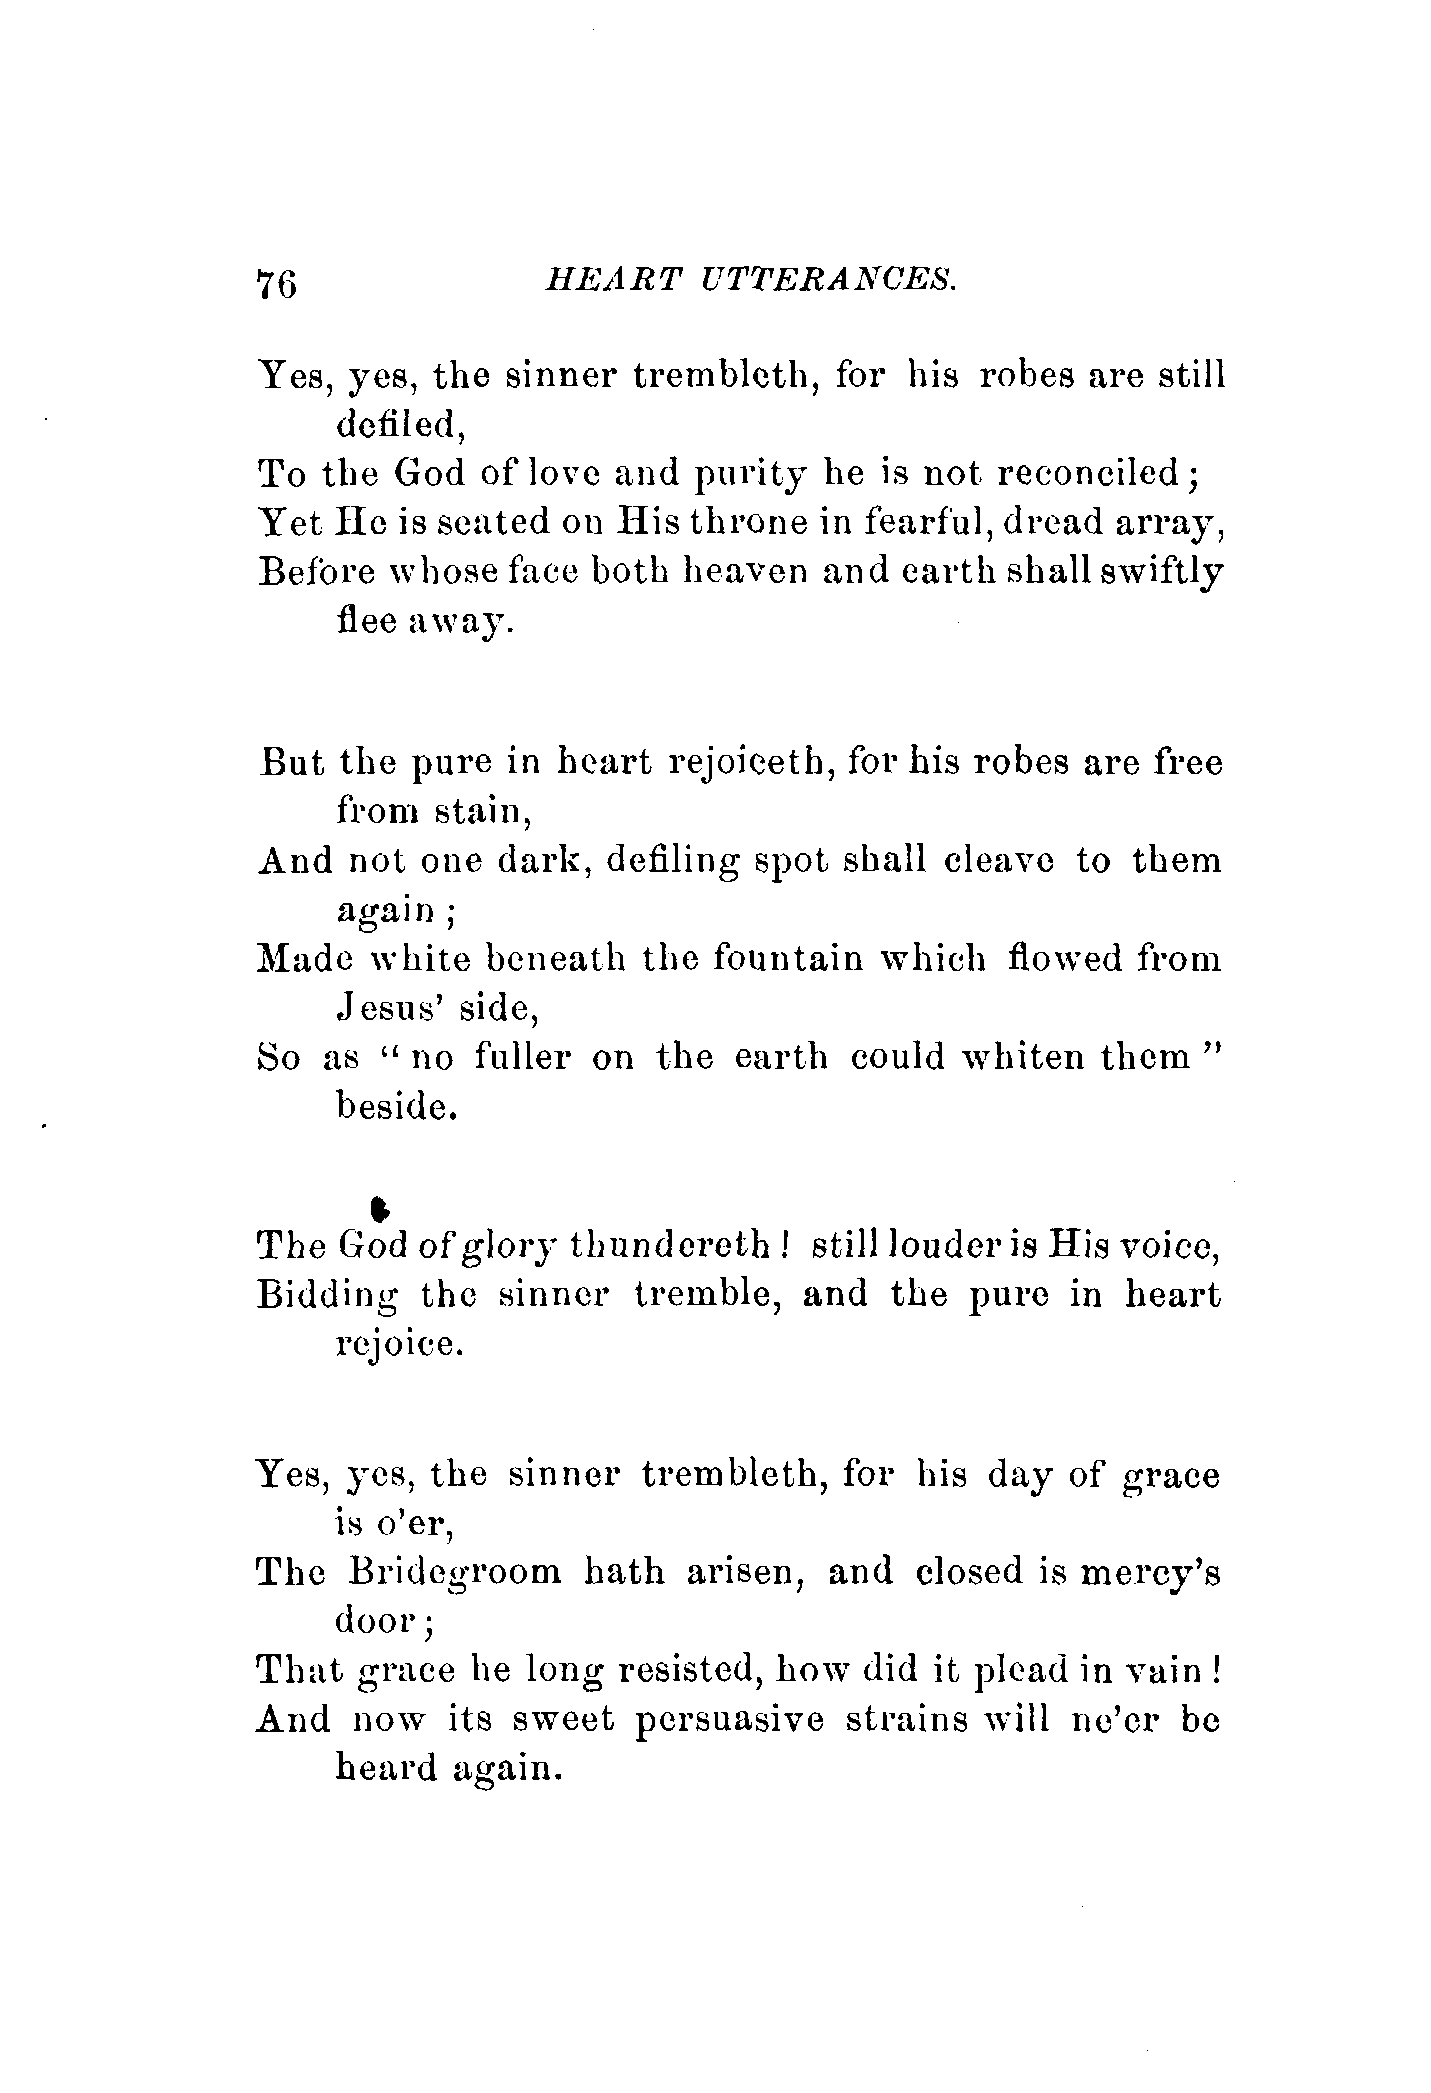 76 HEART UTTERANCES.
Yes, yes, the sinner trembleth, for his robes are still
defiled,
To the God of love and purity he is not reconciled;
Yet He is seated on His throne in fearful, dread array,
Before whose face both heaven and earth shall swiftly
flee away.
But the pure in heart rejoiceth, for his robes are free
from stain,
And not one dark, defiling spot shall cleave to them
again;
Made white beneath the fountain which flowed from
Jesus' side,
So as "no fuller on the earth could whiten them"
beside.
The God of glory thundereth! still louder is His voice,
Bidding the sinner tremble, and the pure in heart
rejoice.
Yes, yes, the sinner trembleth, for his day of grace
is o'er,
The Bridegroom hath arisen, and closed is mercy's
door;
That grace he long resisted, how did it plead in vain!
And now its sweet persuasive strains will ne'er be
heard again.